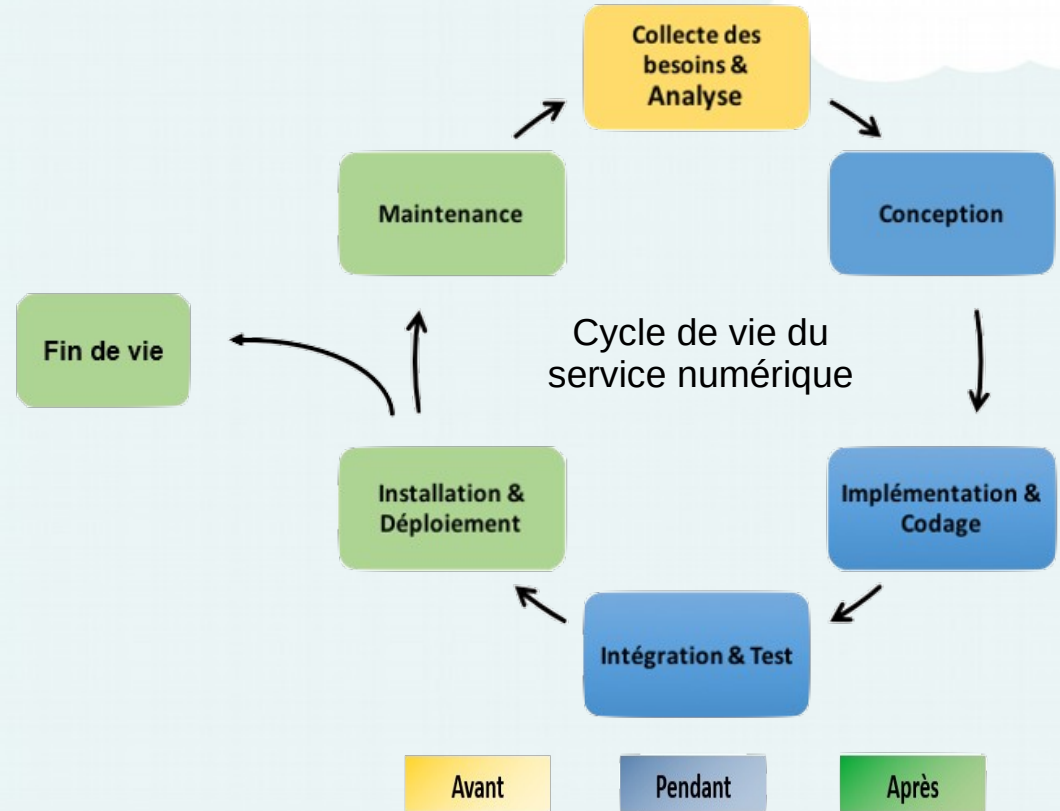 Collecte des
besoins &
Analyse
Maintenance
Conception
Fin de vie
Cycle de vie du
service numérique
Installation &
Déploiement
Implémentation &
Codage
Intégration & Test
Avant
Pendant
Après